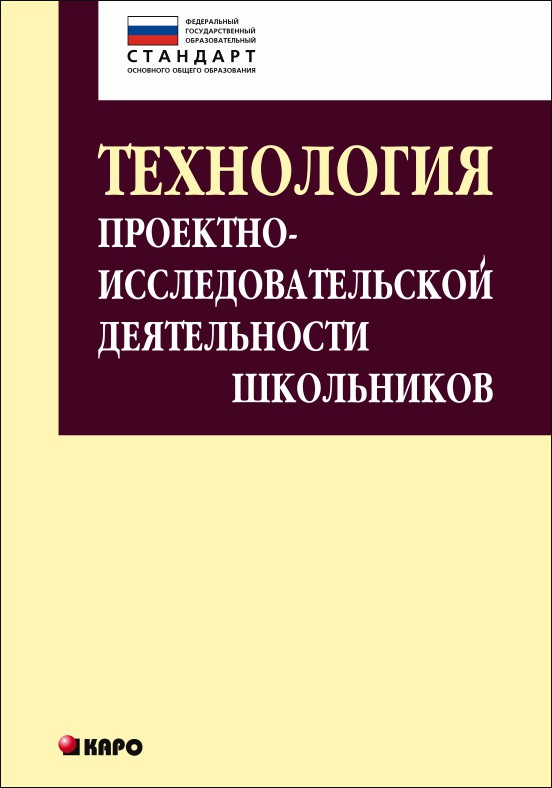 ФЕДЕРАЛЬНЫЙ
ГОСУДАРСТВЕННЫЙ
ОБРАЗОВАТЕЛЬНЫЙ
СТАНДАРТ
ОСНОВНОГО ОБЩЕГО ОБРАЗОВАНИЯ
ТЕХНОЛОГИЯ
ПРОЕКТНО-
ИССЛЕДОВАТЕЛЬСКОЙ
ДЕЯТЕЛЬНОСТИ
ШКОЛЬНИКОВ
КАРО